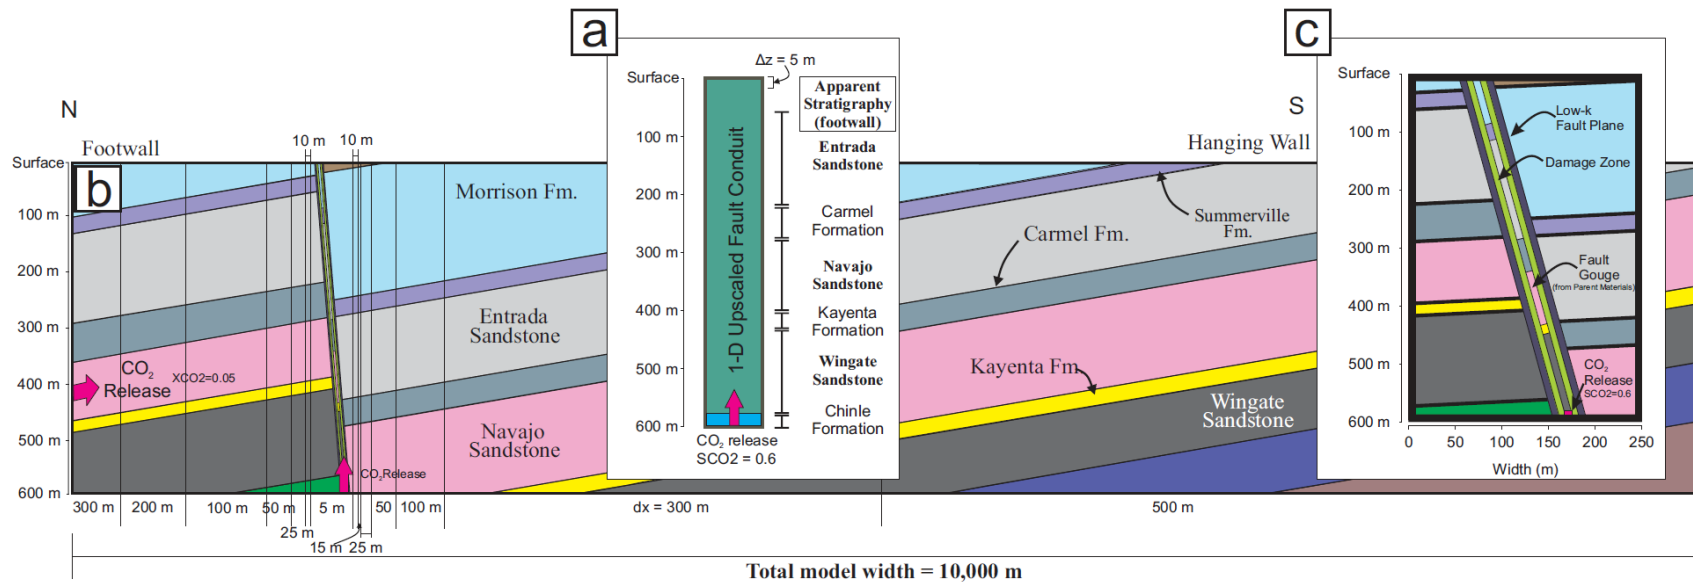 a
Δz = 5 m
Surface
100 m
200 m
300 m
400 m
500 m
600 m
1-D Upscaled Fault Conduit
CO₂ release
SCO2 = 0.6
Apparent
Stratigraphy
(footwall)
Entrada
Sandstone
Carmel
Formation
Navajo
Sandstone
Kayenta
Formation
Wingate
Sandstone
Chinle
Formation
N
S
Footwall
Hanging Wall
10 m
10 m
b
Surface
100 m
200 m
300 m
400 m
500 m
600 m
Morrison Fm.
Entrada
Sandstone
Navajo
Sandstone
CO₂
Release
XCO2=0.05
CO₂Release
Summerville
Fm.
Carmel Fm.
Kayenta Fm.
Wingate
Sandstone
300 m
200 m
100 m
50 m
5 m
50
100 m
dx = 300 m
500 m
25 m
15 m
25 m
Total model width = 10,000 m
c
Surface
100 m
200 m
300 m
400 m
500 m
600 m
Low-k
Fault Plane
Damage Zone
Fault
Gouge
(from Parent Materials)
CO₂
Release
SCO2=0.6
0
50
100
150
200
250
Width (m)